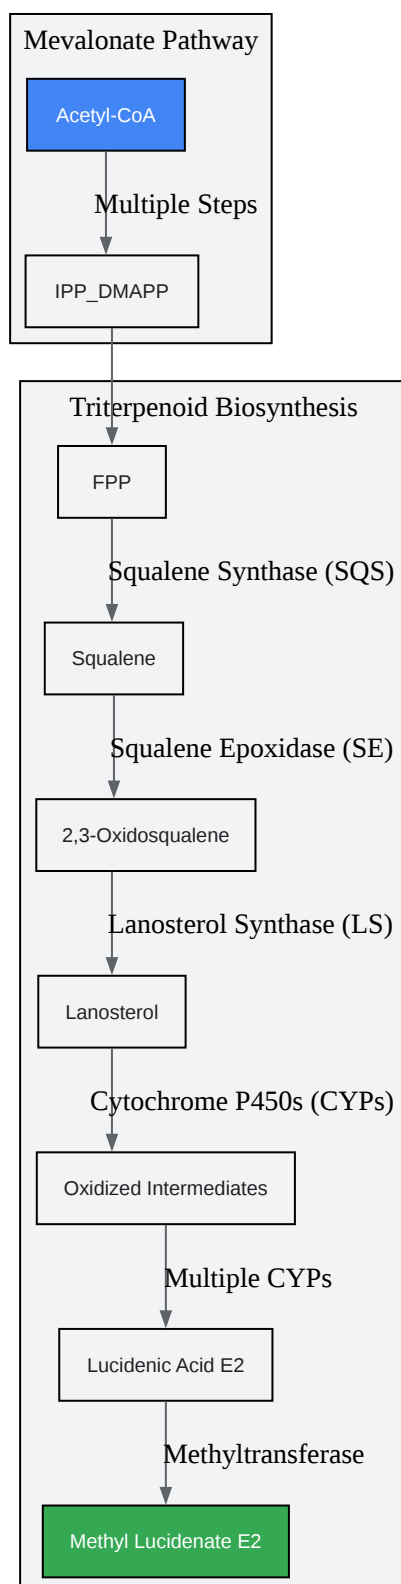 Mevalonate Pathway
Acetyl-CoA
Multiple Steps
IPP_DMAPP
Triterpenoid Biosynthesis
FPP
Squalene Synthase (SQS)
Squalene
Squalene Epoxidase (SE)
2,3-Oxidosqualene
Lanosterol Synthase (LS)
Lanosterol
Cytochrome P450s (CYPs)
Oxidized Intermediates
Multiple CYPs
Lucidenic Acid E2
Methyltransferase
Methyl Lucidenate E2